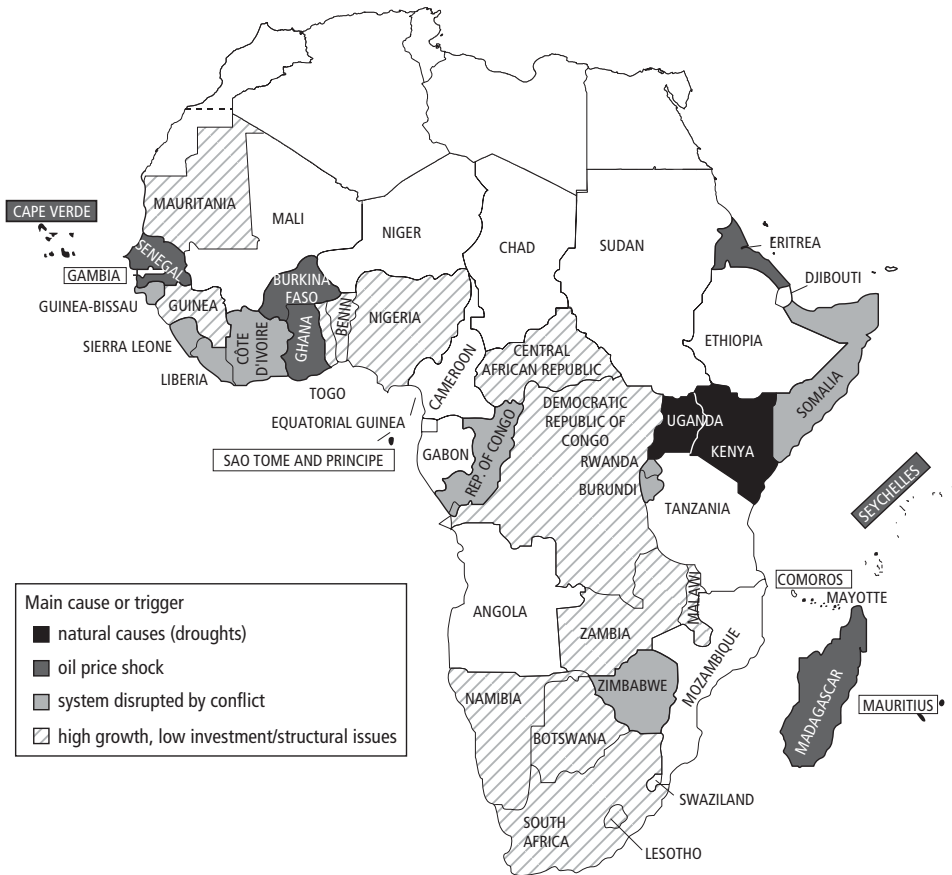 MAURITANIA
MALI
NIGER
CHAD
SUDAN
ERITREA
DJIBOUTI
CAPE VERDE
SENEGAL
GAMBIA
GUINEA-BISSAU
GUINEA
SIERRA LEONE
LIBERIA
CÔTE
D'IVOIRE
BURKINA
FASO
GHANA
TOGO
BENIN
NIGERIA
CAMEROON
CENTRAL
AFRICAN REPUBLIC
ETHIOPIA
SOMALIA
EQUATORIAL GUINEA
SAO TOME AND PRINCIPE
GABON
REP. OF CONGO
DEMOCRATIC
REPUBLIC OF
CONGO
UGANDA
KENYA
RWANDA
BURUNDI
TANZANIA
SEYCHELLES
COMOROS
MAYOTTE
ANGOLA
ZAMBIA
MALAWI
MOZAMBIQUE
ZIMBABWE
NAMIBIA
BOTSWANA
MADAGASCAR
MAURITIUS
SWAZILAND
SOUTH
AFRICA
LESOTHO
Main cause or trigger
natural causes (droughts)
oil price shock
system disrupted by conflict
high growth, low investment/structural issues